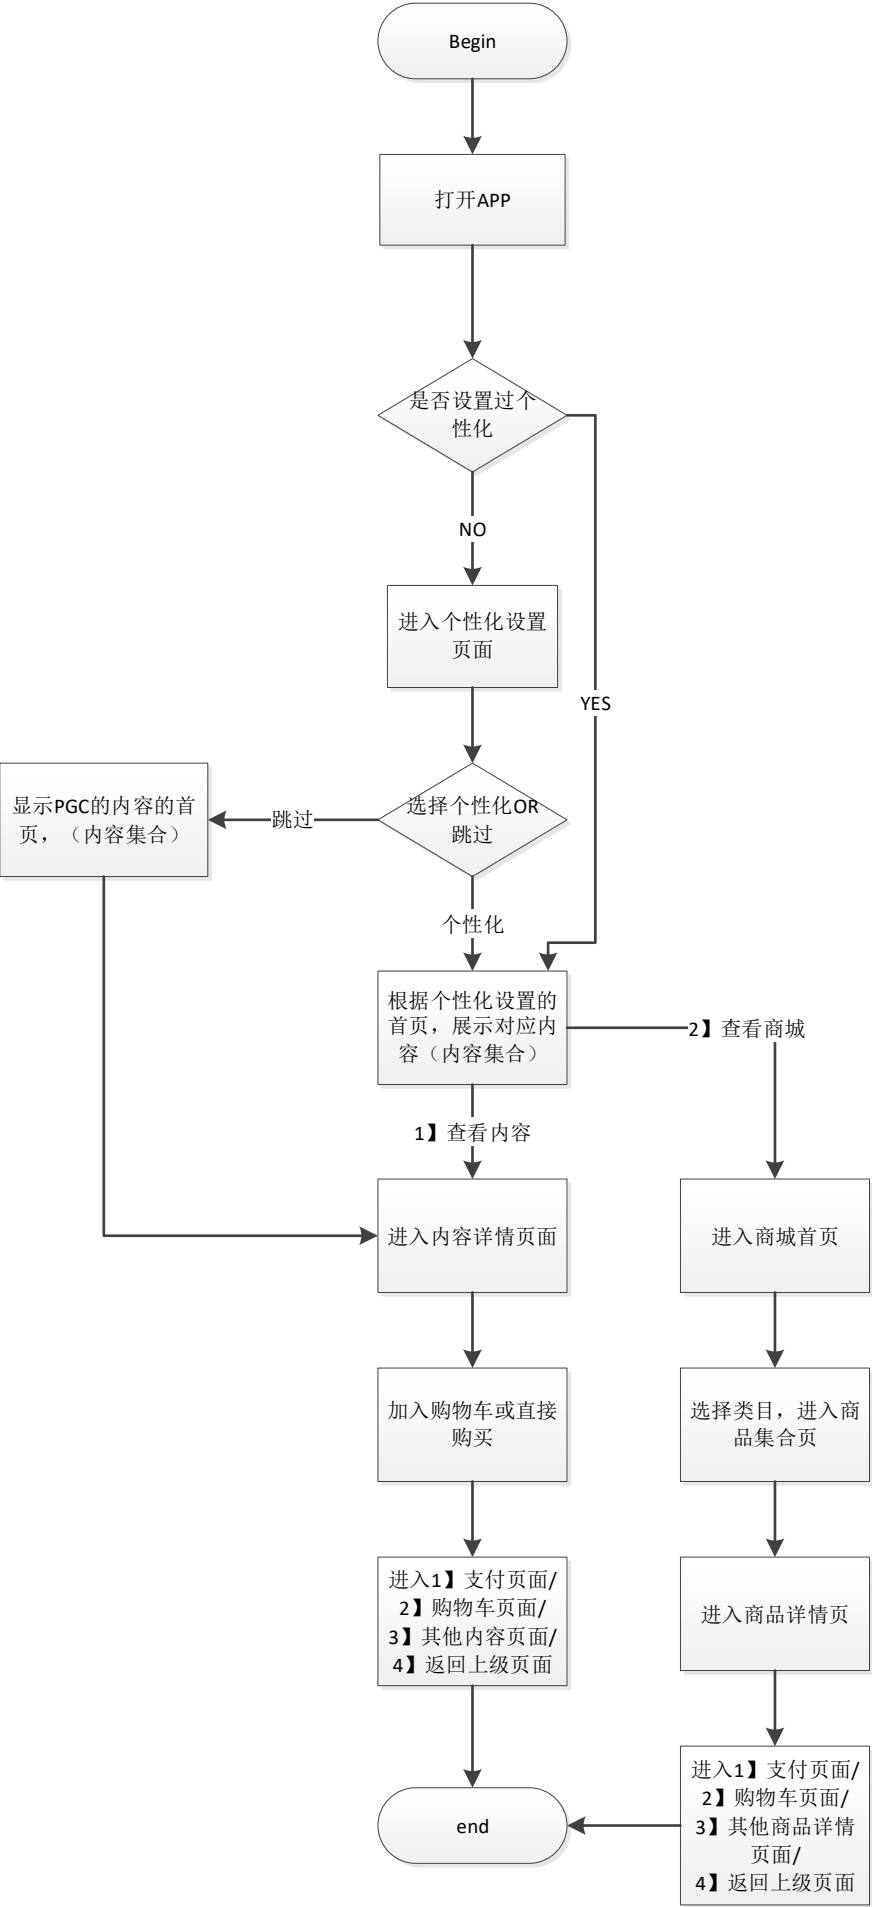 Begin
打开APP
是否设置过个
性化
NO
进入个性化设置
页面
YES
显示PGC的内容的首
页，（内容集合）
跳过
选择个性化OR
跳过
个性化
根据个性化设置的
首页，展示对应内
容（内容集合）
2】查看商城
1】查看内容
进入内容详情页面
进入商城首页
加入购物车或直接
购买
选择类目，进入商
品集合页
进入1】支付页面/
2】购物车页面/
3】其他内容页面/
4】返回上级页面
进入商品详情页
进入1】支付页面/
2】购物车页面/
3】其他商品详情
页面/
4】返回上级页面
end